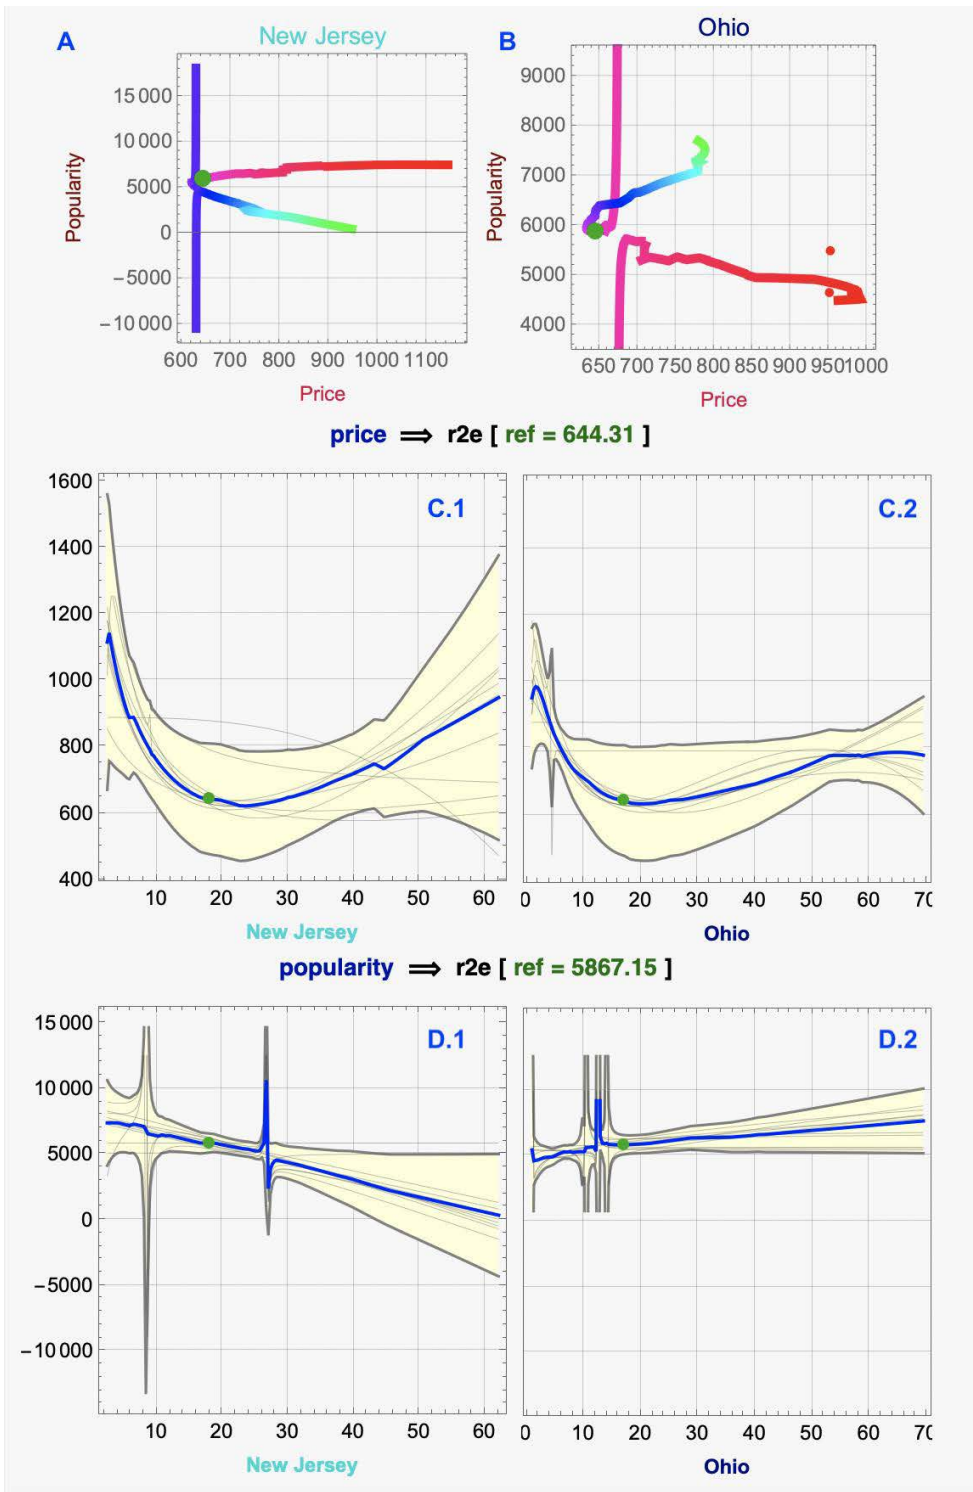 A
New Jersey
B
Ohio
15 000
10 000
5000
0
−5000
−10 000
Popularity
600 700 800 900 1000 1100
Price
9000
8000
7000
6000
5000
4000
Popularity
650 700 750 800 850 900 950 1000
Price
price ⟹ r2e [ ref = 644.31 ]
C.1
1600
1400
1200
1000
800
600
400
10 20 30 40 50 60
New Jersey
C.2
0 10 20 30 40 50 60 70
Ohio
popularity ⟹ r2e [ ref = 5867.15 ]
D.1
15 000
10 000
5000
0
−5000
−10 000
10 20 30 40 50 60
New Jersey
D.2
0 10 20 30 40 50 60 70
Ohio